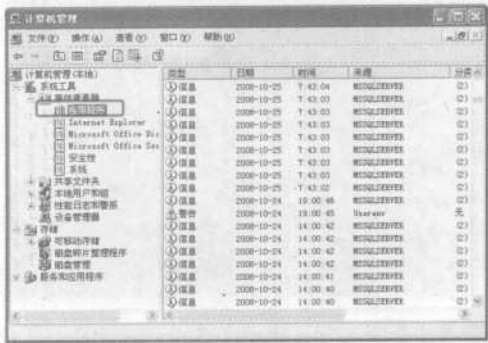 计算机管理
文件(F) 操作(A) 查看(V) 窗口(W) 帮助(H)
计算机管理(本地)
系统工具
事件查看器
应用程序
Internet Explorer
Microsoft Office
Microsoft Office
安全性
系统
共享文件夹
本地用户和组
性能日志和警报
设备管理器
存储
可移动存储
磁盘碎片整理程序
磁盘管理
服务和应用程序
类型 日期 时间 来源 分类
信息 2008-10-25 7:43:04 MSSQLSERVER (2)
信息 2008-10-25 7:43:03 MSSQLSERVER (2)
信息 2008-10-25 7:43:03 MSSQLSERVER (2)
信息 2008-10-25 7:43:03 MSSQLSERVER (2)
信息 2008-10-25 7:43:03 MSSQLSERVER (2)
信息 2008-10-25 7:43:03 MSSQLSERVER (2)
信息 2008-10-25 7:43:03 MSSQLSERVER (2)
信息 2008-10-25 7:43:02 MSSQLSERVER (2)
信息 2008-10-24 19:00:46 MSSQLSERVER (2)
警告 2008-10-24 19:00:45 Userenv 无
信息 2008-10-24 14:00:42 MSSQLSERVER (2)
信息 2008-10-24 14:00:42 MSSQLSERVER (2)
信息 2008-10-24 14:00:42 MSSQLSERVER (2)
信息 2008-10-24 14:00:42 MSSQLSERVER (2)
信息 2008-10-24 14:00:41 MSSQLSERVER (2)
信息 2008-10-24 14:00:40 MSSQLSERVER (2)
信息 2008-10-24 14:00:40 MSSQLSERVER (2)